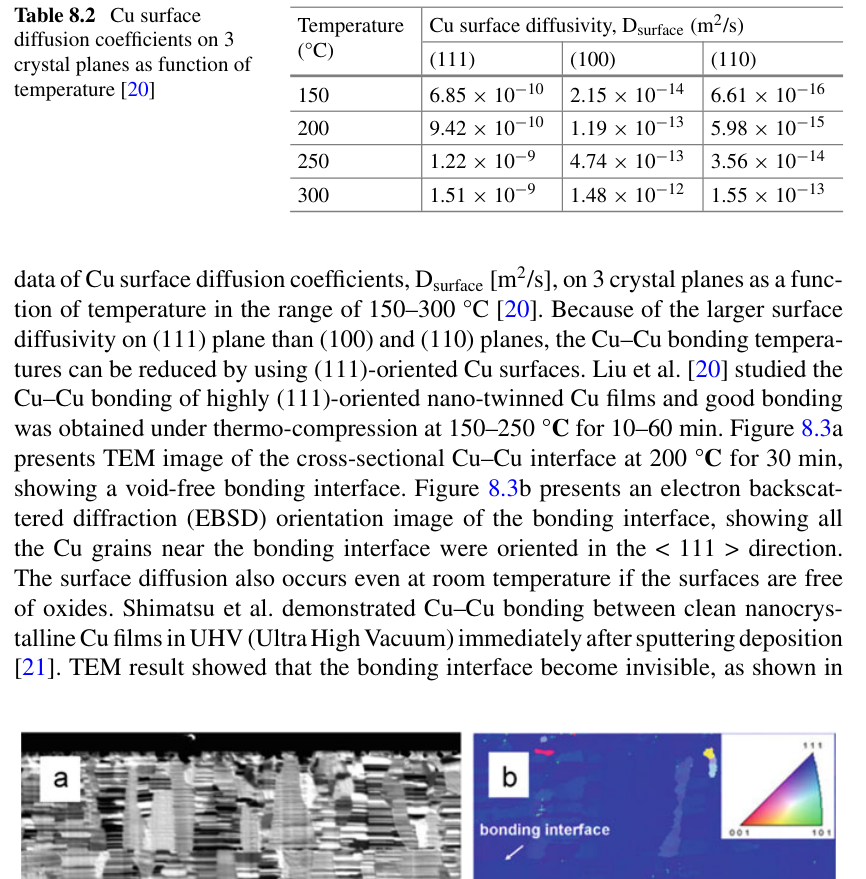 Table 8.2 Cu surface
diffusion coefficients on 3
crystal planes as function of
temperature [20]
Temperature
(°C)
Cu surface diffusivity, Dsurface (m²/s)
(111) (100) (110)
150 6.85 × 10⁻¹⁰ 2.15 × 10⁻¹⁴ 6.61 × 10⁻¹⁶
200 9.42 × 10⁻¹⁰ 1.19 × 10⁻¹³ 5.98 × 10⁻¹⁵
250 1.22 × 10⁻⁹ 4.74 × 10⁻¹³ 3.56 × 10⁻¹⁴
300 1.51 × 10⁻⁹ 1.48 × 10⁻¹² 1.55 × 10⁻¹³
data of Cu surface diffusion coefficients, Dsurface [m²/s], on 3 crystal planes as a func-
tion of temperature in the range of 150–300 °C [20]. Because of the larger surface
diffusivity on (111) plane than (100) and (110) planes, the Cu–Cu bonding tempera-
tures can be reduced by using (111)-oriented Cu surfaces. Liu et al. [20] studied the
Cu–Cu bonding of highly (111)-oriented nano-twinned Cu films and good bonding
was obtained under thermo-compression at 150–250 °C for 10–60 min. Figure 8.3a
presents TEM image of the cross-sectional Cu–Cu interface at 200 °C for 30 min,
showing a void-free bonding interface. Figure 8.3b presents an electron backscat-
tered diffraction (EBSD) orientation image of the bonding interface, showing all
the Cu grains near the bonding interface were oriented in the < 111 > direction.
The surface diffusion also occurs even at room temperature if the surfaces are free
of oxides. Shimatsu et al. demonstrated Cu–Cu bonding between clean nanocrys-
talline Cu films in UHV (Ultra High Vacuum) immediately after sputtering deposition
[21]. TEM result showed that the bonding interface become invisible, as shown in
a
b
111
001 101
bonding interface